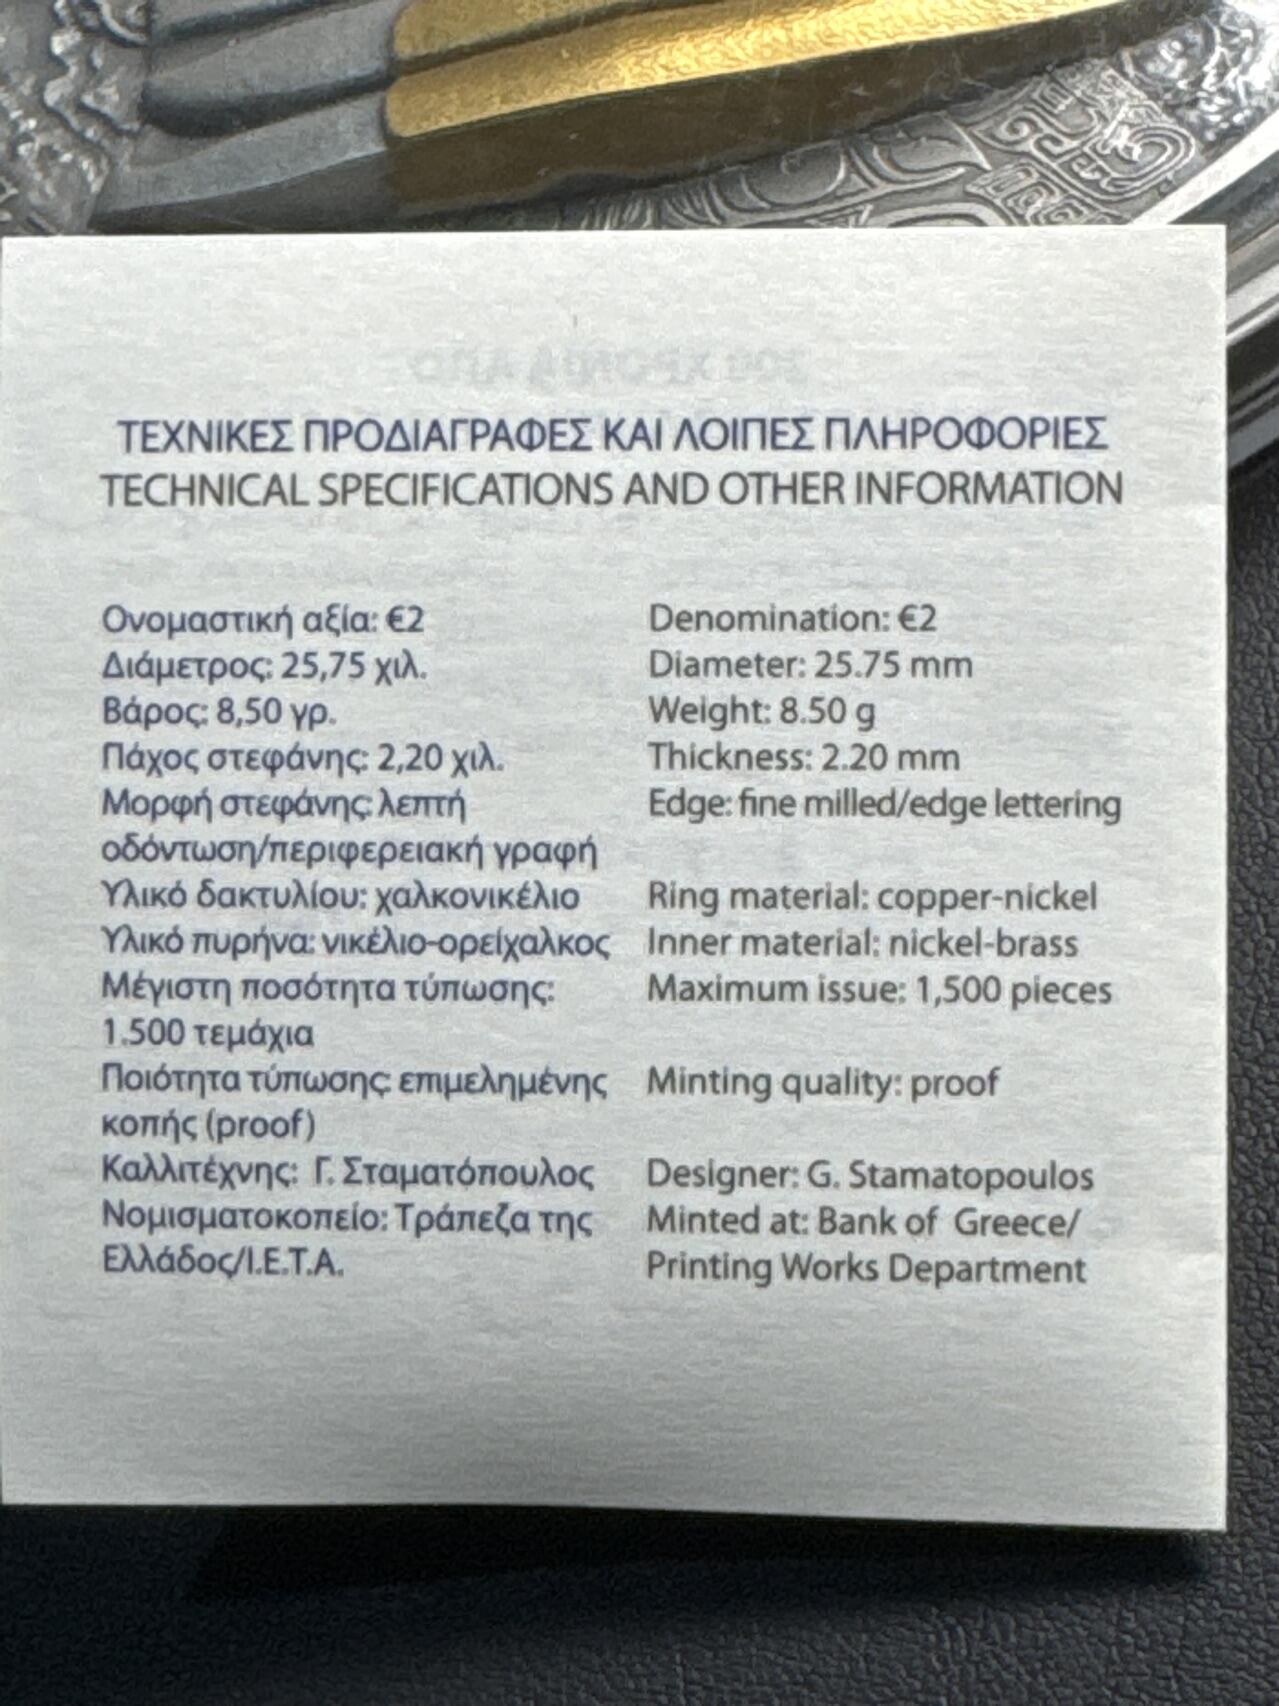 ΤΕΧΝΙΚΕΣ ΠΡΟΔΙΑΓΡΑΦΕΣ ΚΑΙ ΛΟΙΠΕΣ ΠΛΗΡΟΦΟΡΙΕΣ
TECHNICAL SPECIFICATIONS AND OTHER INFORMATION
Ονομαστική αξία: €2
Διάμετρος: 25,75 χιλ.
Βάρος: 8,50 γρ.
Πάχος στεφάνης: 2,20 χιλ.
Μορφή στεφάνης: λεπτή
οδόντωση/περιφερειακή γραφή
Υλικό δακτυλίου: χαλκονικέλιο
Υλικό πυρήνα: νικέλιο-ορείχαλκος
Μέγιστη ποσότητα τύπωσης:
1.500 τεμάχια
Ποιότητα τύπωσης: επιμελημένης
κοπής (proof)
Καλλιτέχνης: Γ. Σταματόπουλος
Νομισματοκοπείο: Τράπεζα της
Ελλάδος/Ι.Ε.Τ.Α.
Denomination: €2
Diameter: 25.75 mm
Weight: 8.50 g
Thickness: 2.20 mm
Edge: fine milled/edge lettering
Ring material: copper-nickel
Inner material: nickel-brass
Maximum issue: 1,500 pieces
Minting quality: proof
Designer: G. Stamatopoulos
Minted at: Bank of Greece/
Printing Works Department